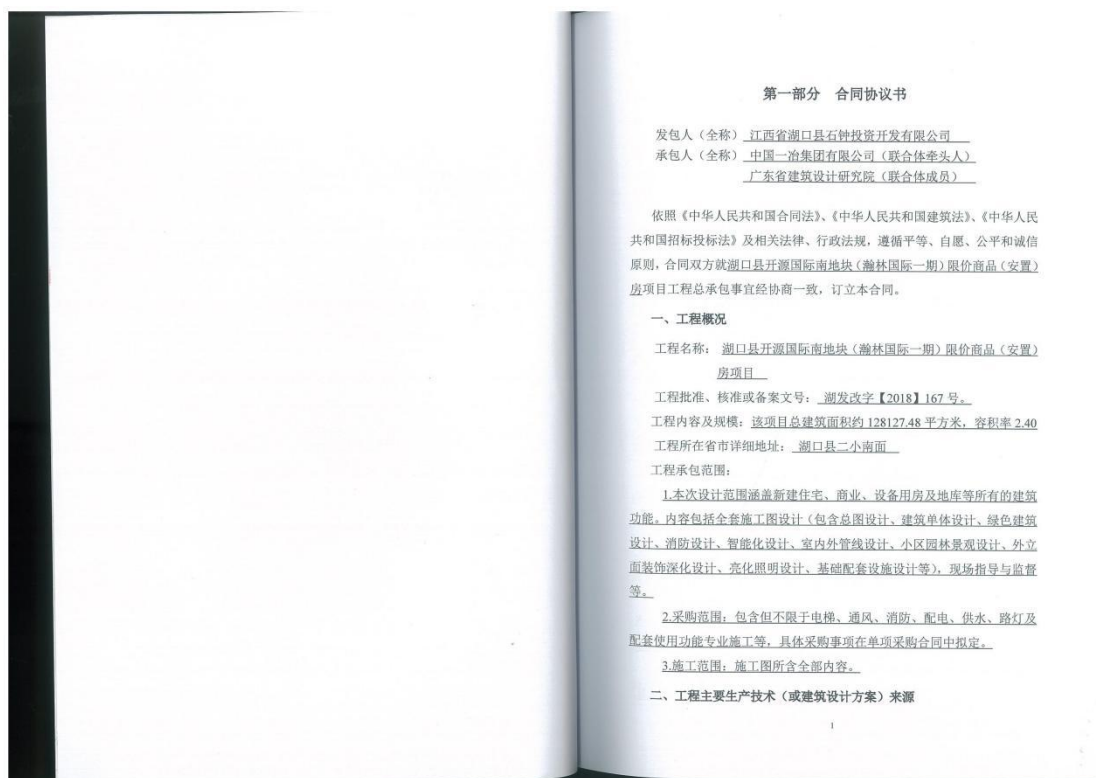 第一部分 合同协议书
发包人（全称） 江西省湖口县石钟投资开发有限公司
承包人（全称） 中国一冶集团有限公司（联合体牵头人）
广东省建筑设计研究院（联合体成员）
依照《中华人民共和国合同法》、《中华人民共和国建筑法》、《中华人民
共和国招标投标法》及相关法律、行政法规，遵循平等、自愿、公平和诚信
原则，合同双方就湖口县开源国际南地块（瀚林国际一期）限价商品（安置）
房项目工程总承包事宜经协商一致，订立本合同。
一、工程概况
工程名称： 湖口县开源国际南地块（瀚林国际一期）限价商品（安置）
房项目
工程批准、核准或备案文号： 湖发改字【2018】167 号。
工程内容及规模：该项目总建筑面积约 128127.48 平方米，容积率 2.40
工程所在省市详细地址： 湖口县二小南面
工程承包范围：
1.本次设计范围涵盖新建住宅、商业、设备用房及地库等所有的建筑
功能。内容包括全套施工图设计（包含总图设计、建筑单体设计、绿色建筑
设计、消防设计、智能化设计、室内外管线设计、小区园林景观设计、外立
面装饰深化设计、亮化照明设计、基础配套设施设计等），现场指导与监督
等。
2.采购范围：包含但不限于电梯、通风、消防、配电、供水、路灯及
配套使用功能专业施工等，具体采购事项在单项采购合同中拟定。
3.施工范围：施工图所含全部内容。
二、工程主要生产技术（或建筑设计方案）来源
1